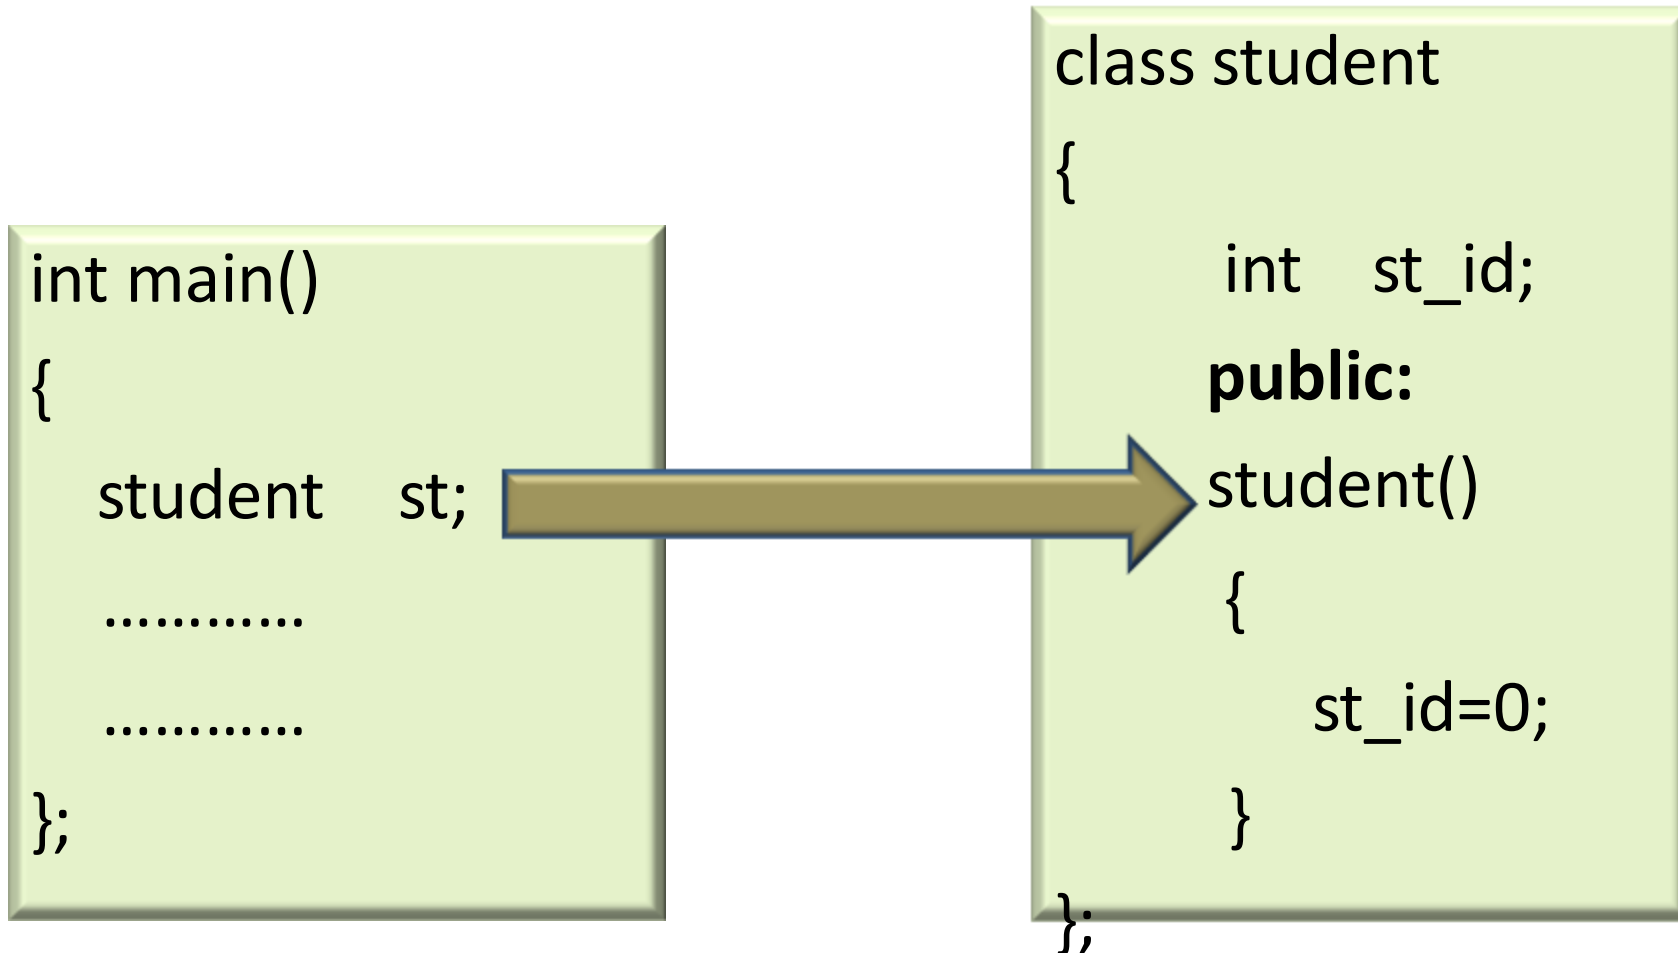 int main()
{
student st;
…………
…………
};
class student
{
int st_id;
public:
student()
{
st_id=0;
}
};